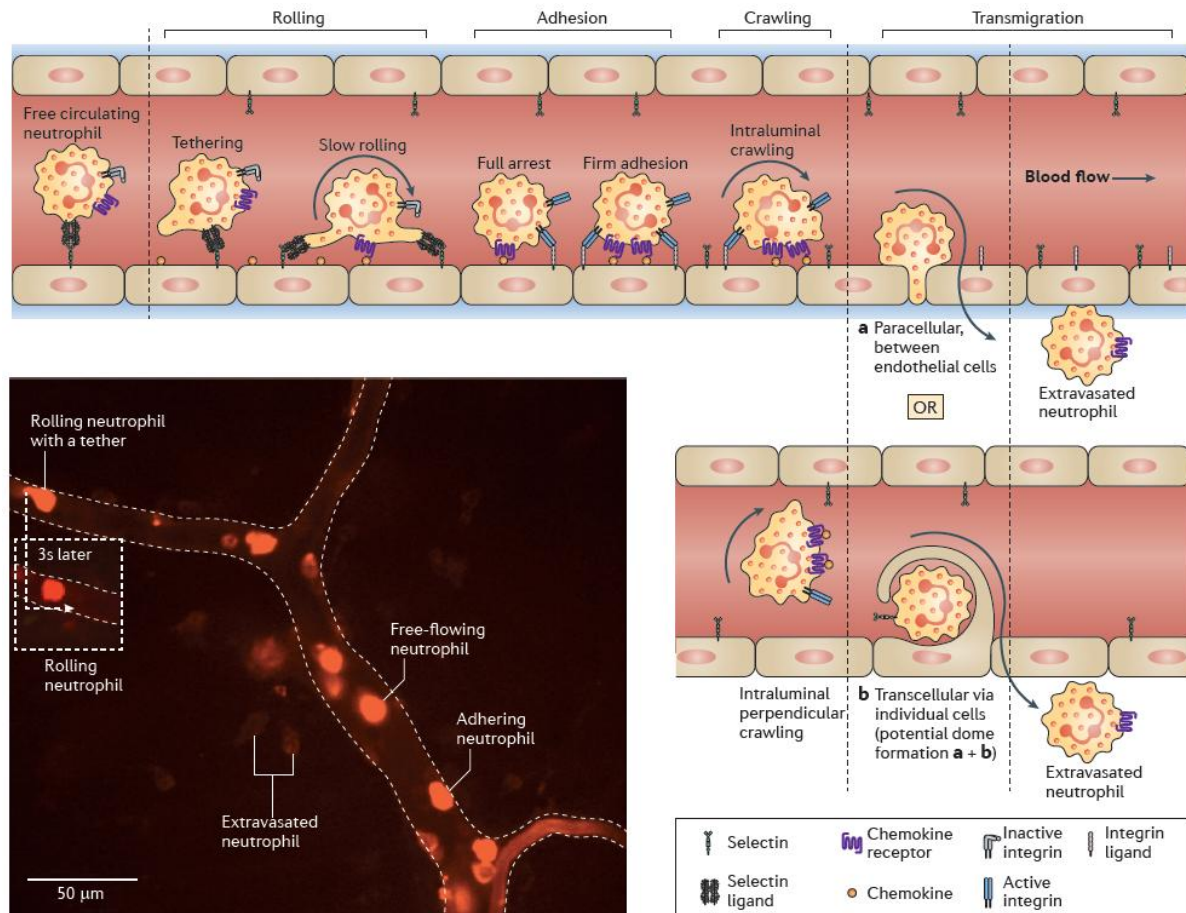 Rolling
Adhesion
Crawling
Transmigration
Free circulating
neutrophil
Tethering
Slow rolling
Full arrest
Firm adhesion
Intraluminal
crawling
Blood flow
a Paracellular,
between
endothelial cells
OR
Extravasated
neutrophil
Rolling neutrophil
with a tether
3s later
Rolling
neutrophil
Free-flowing
neutrophil
Adhering
neutrophil
Extravasated
neutrophil
50 μm
Intraluminal
perpendicular
crawling
b Transcellular via
individual cells
(potential dome
formation a + b)
Extravasated
neutrophil
Selectin
Chemokine
receptor
Inactive
integrin
Integrin
ligand
Selectin
ligand
Chemokine
Active
integrin